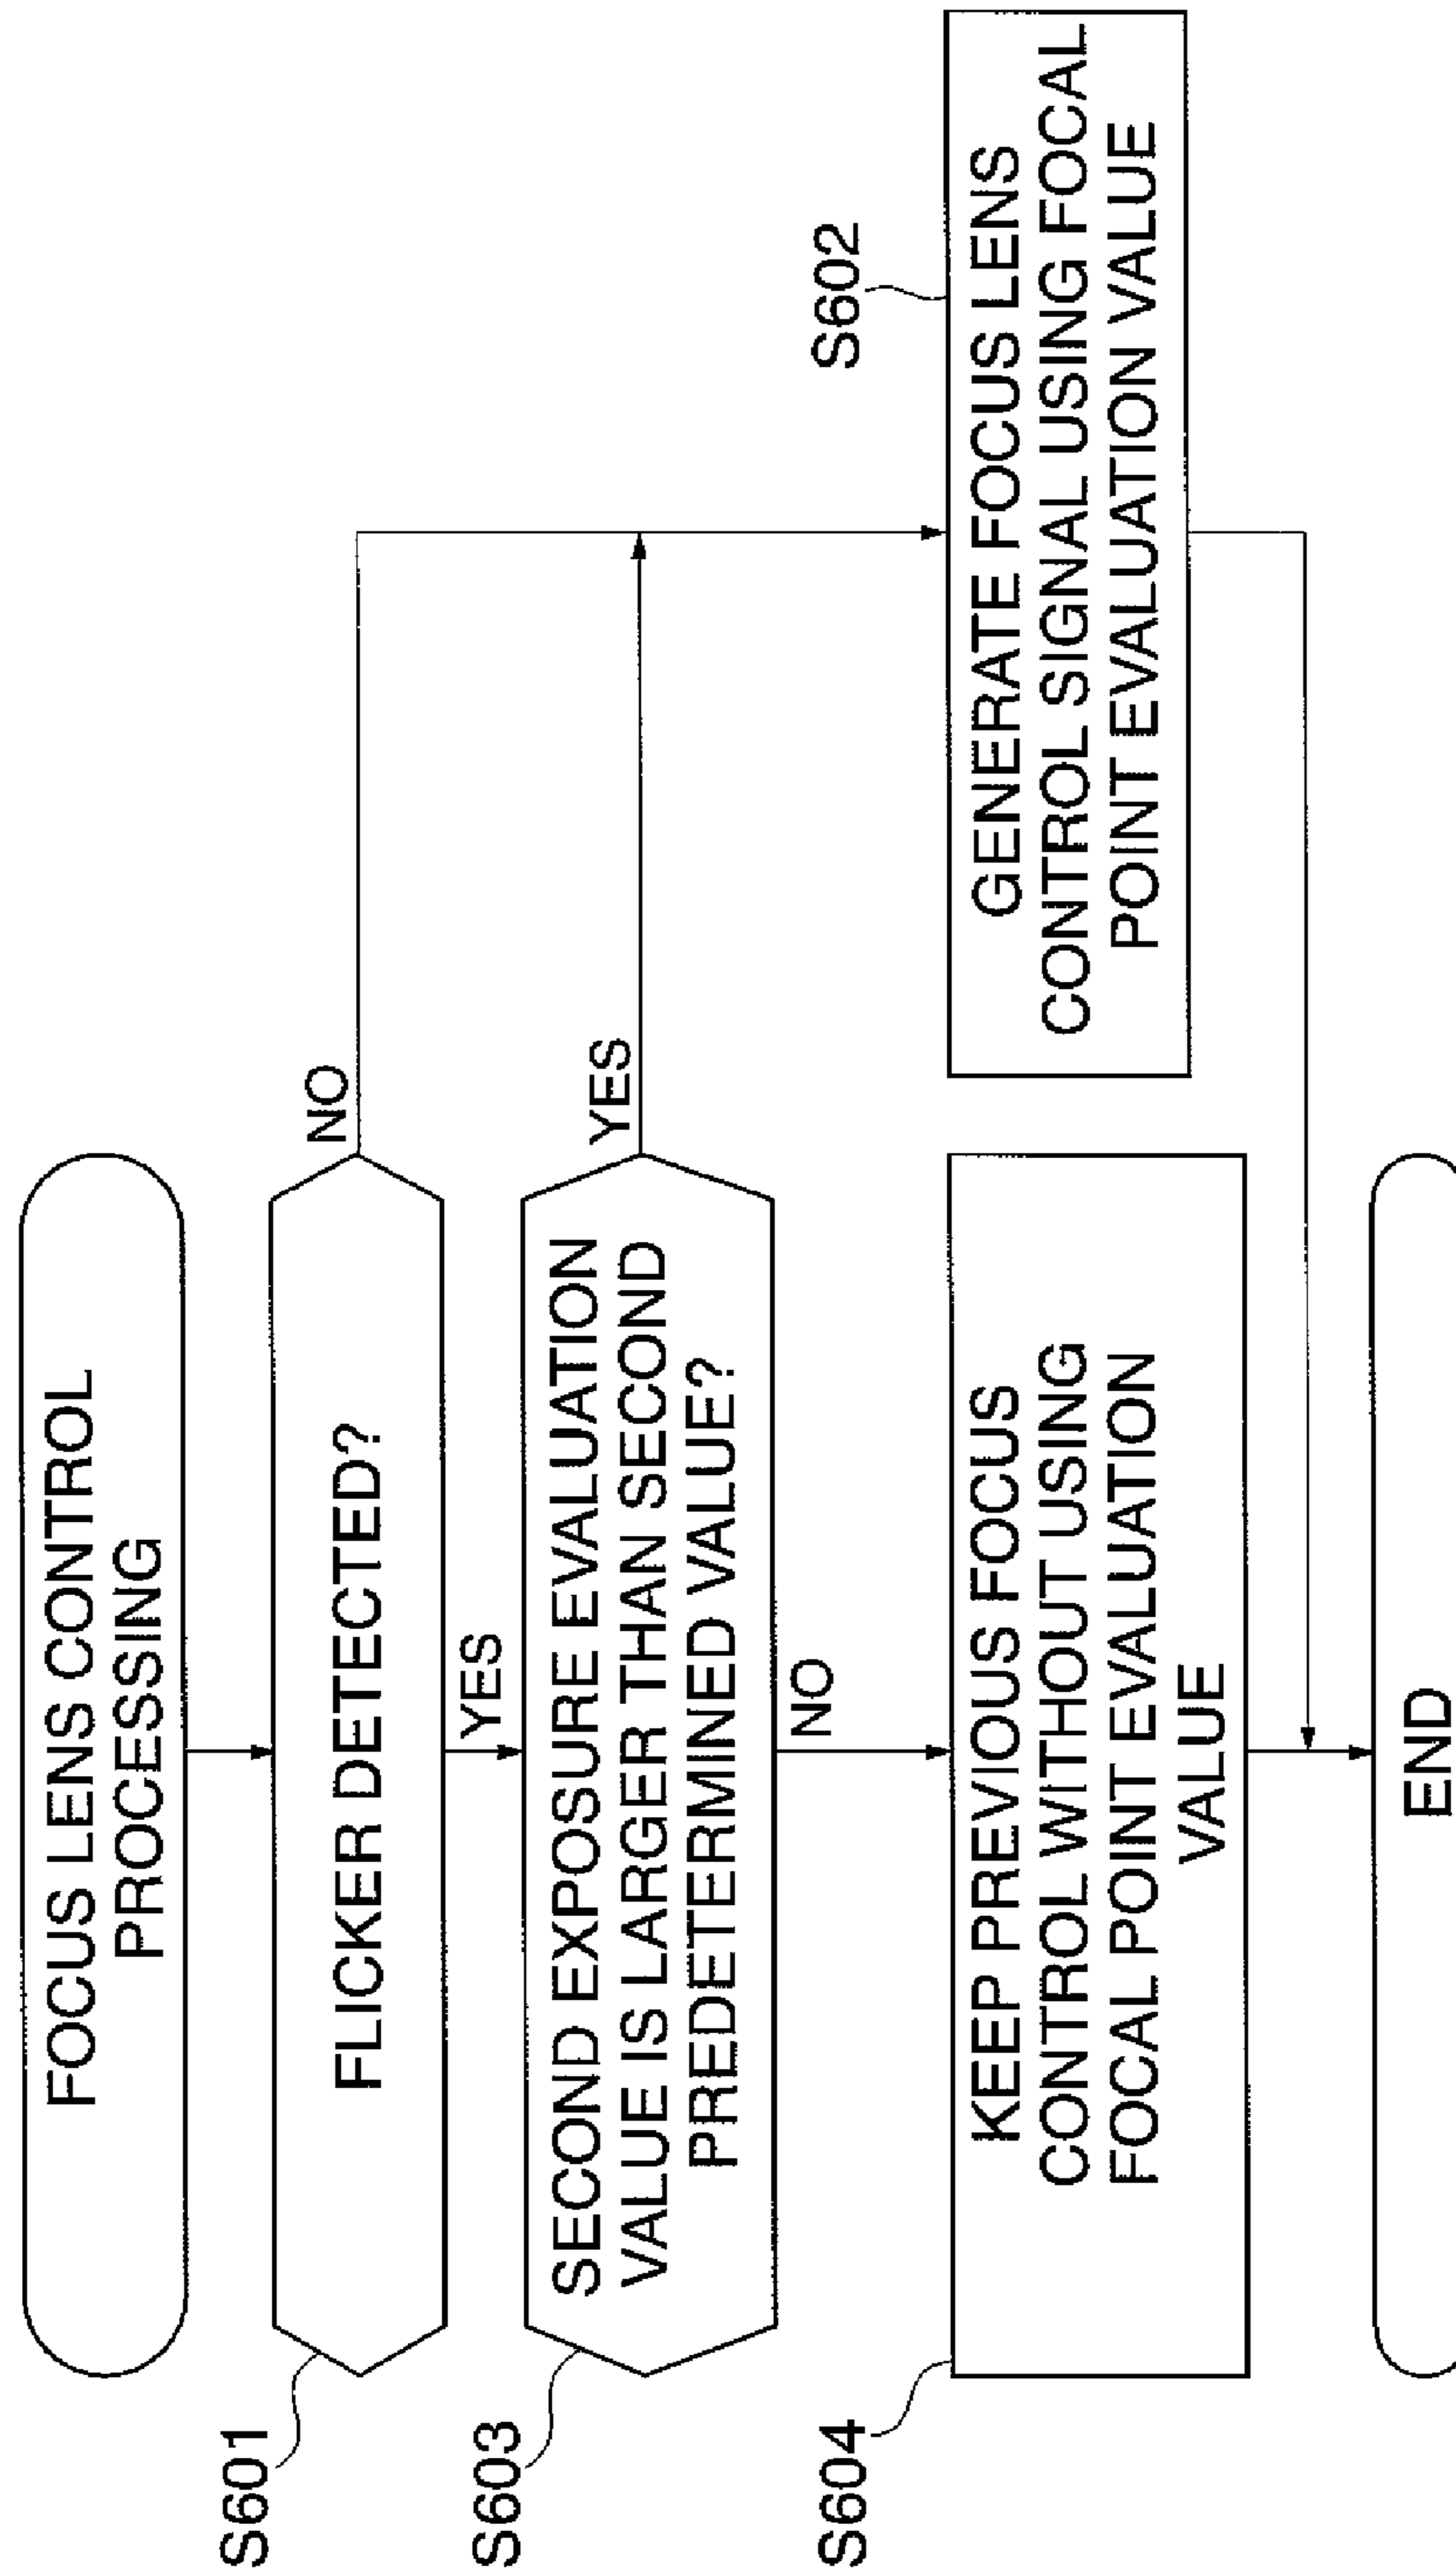 FOCUS LENS CONTROL
PROCESSING
S601
FLICKER DETECTED?
NO
YES
S603
SECOND EXPOSURE EVALUATION
VALUE IS LARGER THAN SECOND
PREDETERMINED VALUE?
YES
NO
S604
KEEP PREVIOUS FOCUS
CONTROL WITHOUT USING
FOCAL POINT EVALUATION
VALUE
S602
GENERATE FOCUS LENS
CONTROL SIGNAL USING FOCAL
POINT EVALUATION VALUE
END